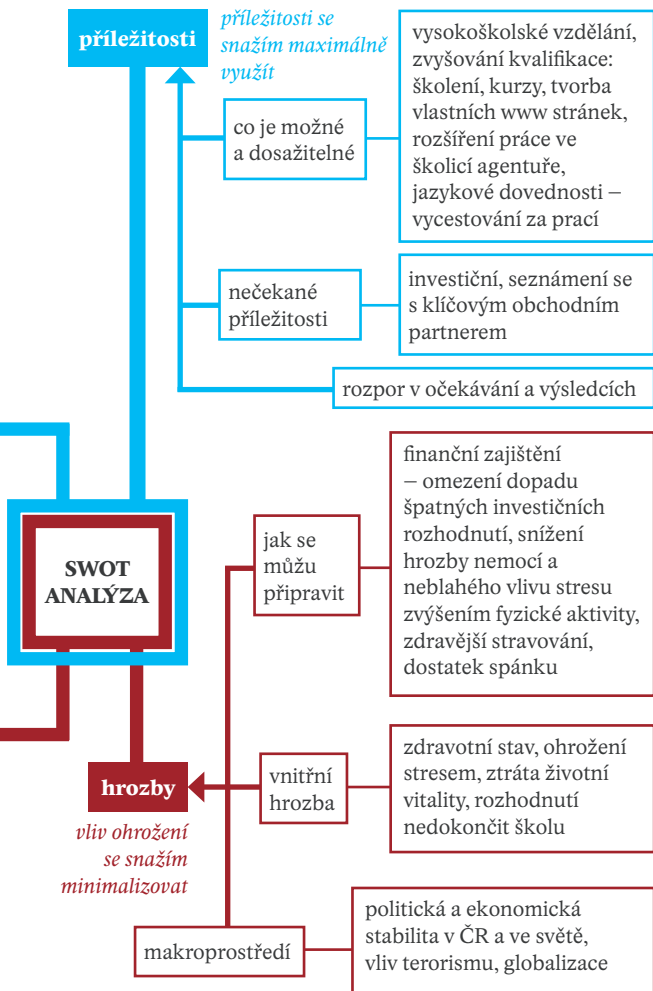 příležitosti
příležitosti se
snažím maximálně
využít
co je možné
a dosažitelné
vysokoškolské vzdělání,
zvyšování kvalifikace:
školení, kurzy, tvorba
vlastních www stránek,
rozšíření práce ve
školicí agentuře,
jazykové dovednosti –
vycestování za prací
nečekané
příležitosti
investiční, seznámení se
s klíčovým obchodním
partnerem
rozpor v očekávání a výsledcích
SWOT
ANALÝZA
jak se
můžu
připravit
finanční zajištění
– omezení dopadu
špatných investičních
rozhodnutí, snížení
hrozby nemocí a
neblahého vlivu stresu
zvýšením fyzické aktivity,
zdravější stravování,
dostatek spánku
hrozby
vliv ohrožení
se snažím
minimalizovat
vnitřní
hrozba
zdravotní stav, ohrožení
stresem, ztráta životní
vitality, rozhodnutí
nedokončit školu
makroprostředí
politická a ekonomická
stabilita v ČR a ve světě,
vliv terorismu, globalizace